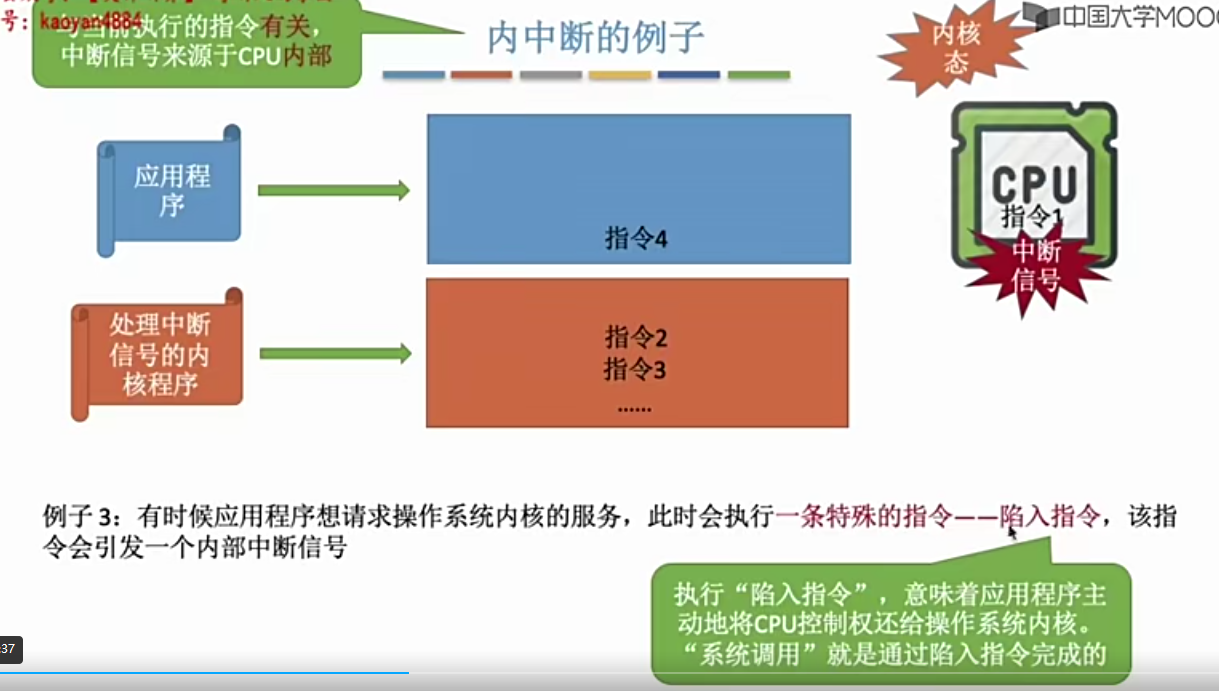 号：kaoyan4884
与当前执行的指令有关，
中断信号来源于CPU内部
内中断的例子
内核
态
中国大学MOO
应用程
序
指令4
CPU
指令1
中断
信号
处理中断
信号的内
核程序
指令2
指令3
......
例子 3：有时候应用程序想请求操作系统内核的服务，此时会执行一条特殊的指令——陷入指令，该指
令会引发一个内部中断信号
执行“陷入指令”，意味着应用程序主
动地将CPU控制权还给操作系统内核。
“系统调用”就是通过陷入指令完成的
:37